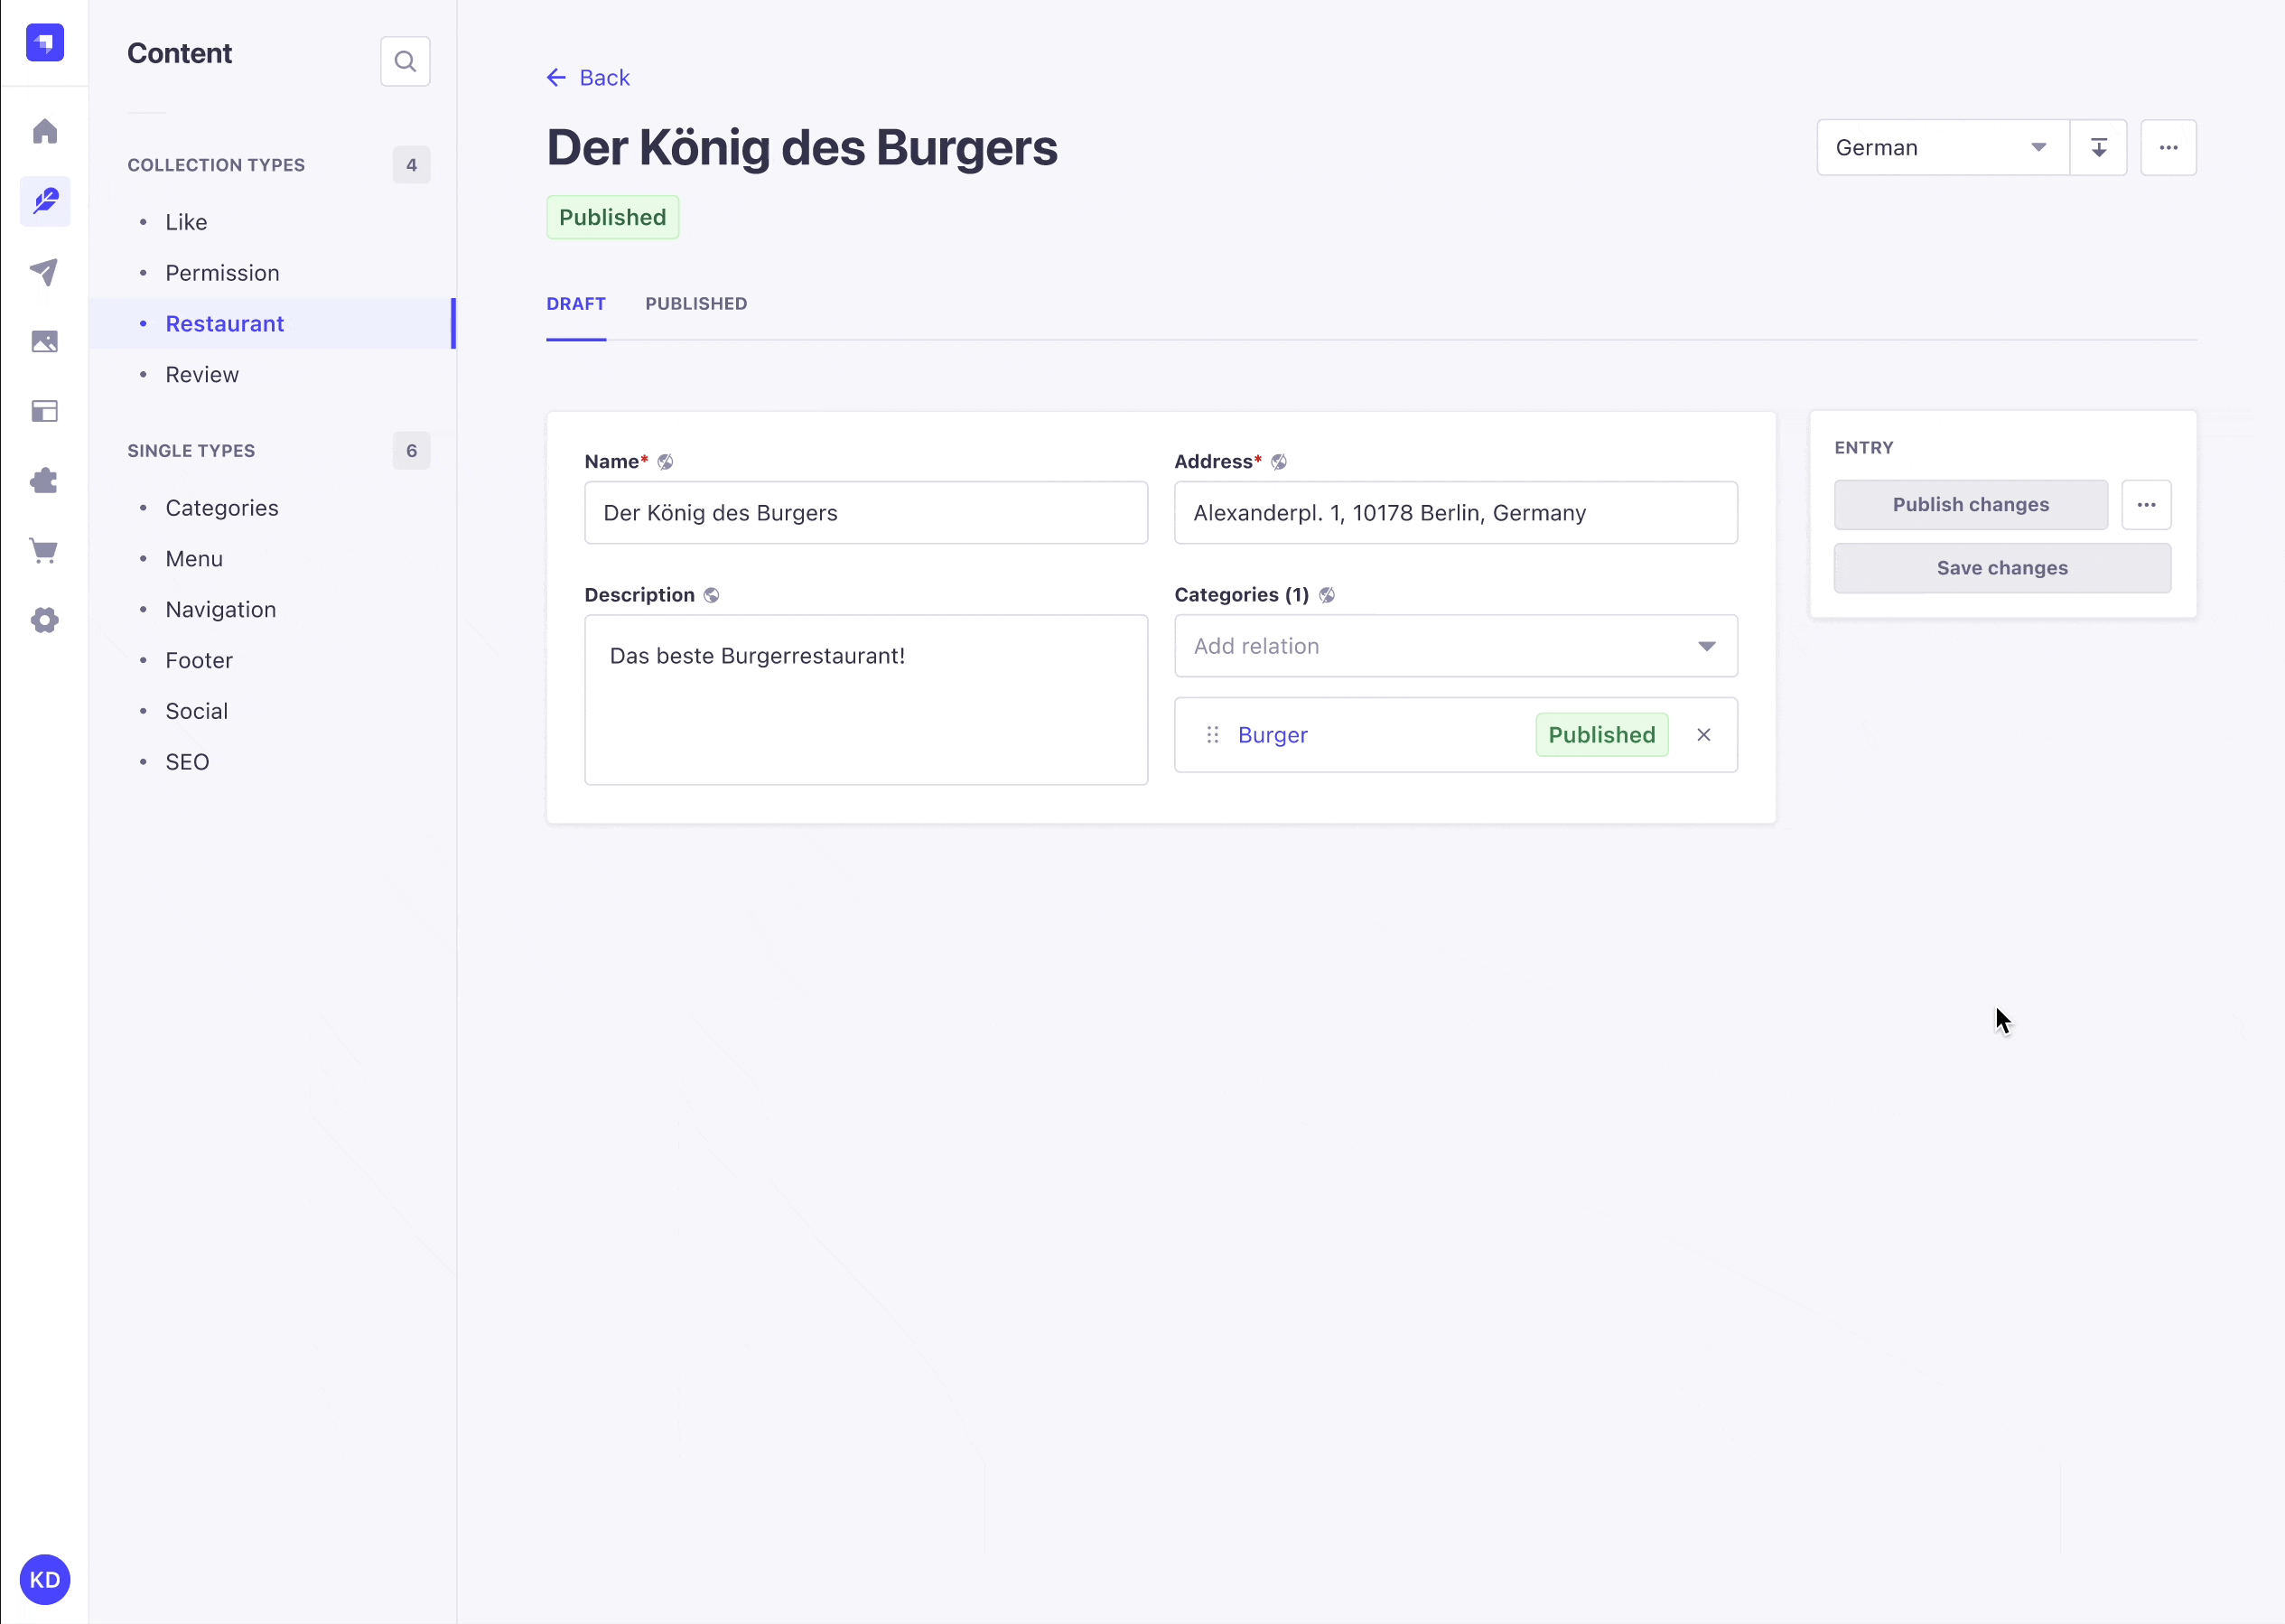 Content
COLLECTION TYPES 4
Like
Permission
Restaurant
Review
SINGLE TYPES 6
Categories
Menu
Navigation
Footer
Social
SEO
KD
Back
Der König des Burgers
German
Published
DRAFT PUBLISHED
Name*
Der König des Burgers
Address*
Alexanderpl. 1, 10178 Berlin, Germany
Description
Das beste Burgerrestaurant!
Categories (1)
Add relation
Burger Published
ENTRY
Publish changes
Save changes